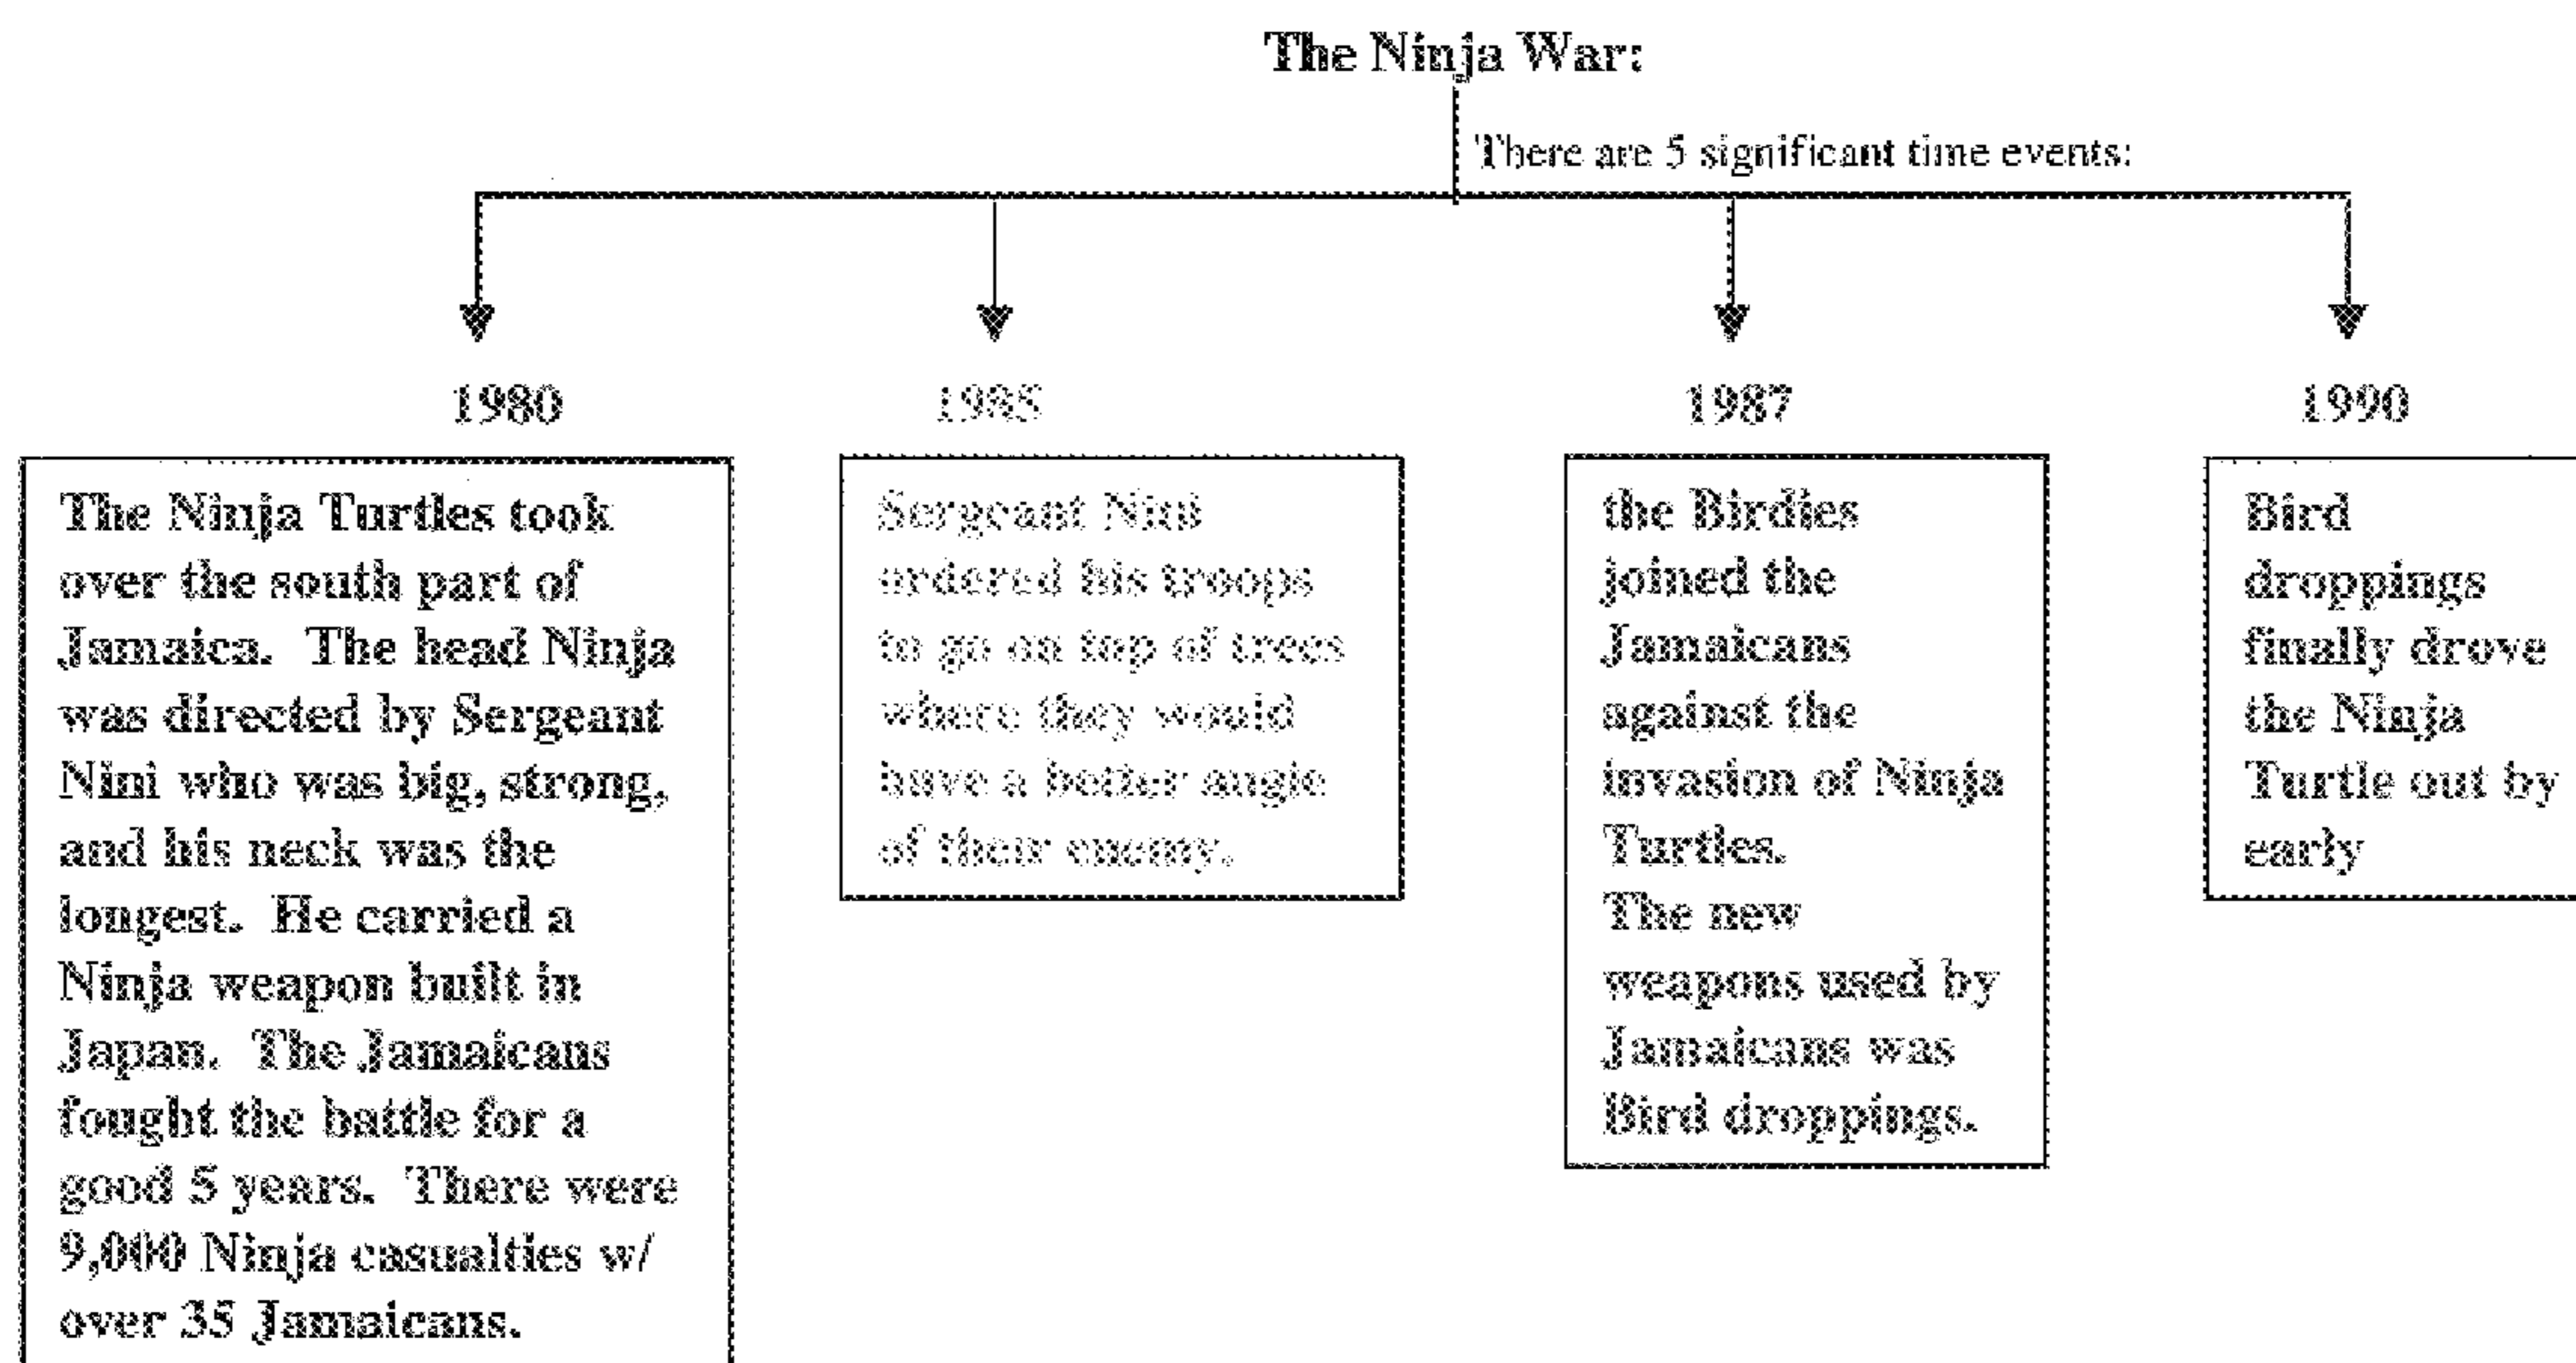 The Ninja War:
There are 5 significant time events:
1980
1985
1987
1990
The Ninja Turtles took
over the south part of
Jamaica. The head Ninja
was directed by Sergeant
Nini who was big, strong,
and his neck was the
longest. He carried a
Ninja weapon built in
Japan. The Jamaicans
fought the battle for a
good 5 years. There were
9,000 Ninja casualties w/
over 35 Jamaicans.
Sergeant Nini
ordered his troops
to go on top of trees
where they would
have a better angle
of their enemy.
the Birdies
joined the
Jamaicans
against the
invasion of Ninja
Turtles.
The new
weapons used by
Jamaicans was
Bird droppings.
Bird
droppings
finally drove
the Ninja
Turtle out by
early